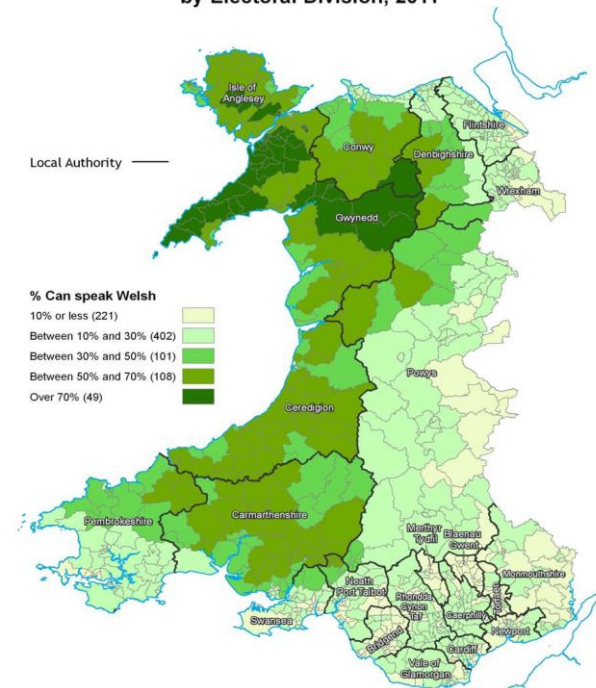 by Electoral Division, 2011
Isle of
Anglesey
Flintshire
Conwy
Denbighshire
Local Authority
Wrexham
Gwynedd
% Can speak Welsh
10% or less (221)
Between 10% and 30% (402)
Between 30% and 50% (101)
Between 50% and 70% (108)
Over 70% (49)
Powys
Ceredigion
Carmarthenshire
Pembrokeshire
Merthyr
Tydfil
Blaenau
Gwent
Monmouthshire
Neath
Port Talbot
Rhondda
Cynon
Taf
Caerphilly
Torfaen
Swansea
Bridgend
Newport
Cardiff
Vale of
Glamorgan